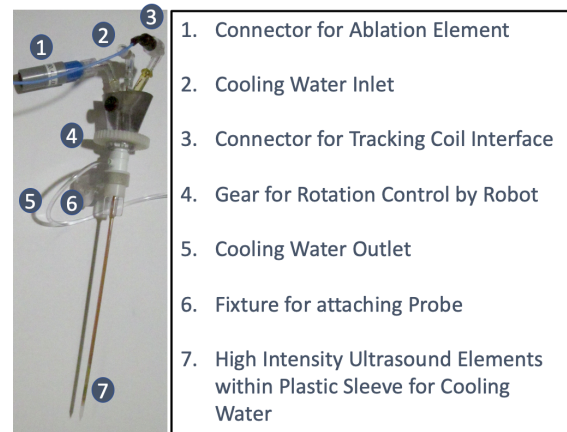 1
2
3
4
5
6
7
1. Connector for Ablation Element
2. Cooling Water Inlet
3. Connector for Tracking Coil Interface
4. Gear for Rotation Control by Robot
5. Cooling Water Outlet
6. Fixture for attaching Probe
7. High Intensity Ultrasound Elements
within Plastic Sleeve for Cooling
Water